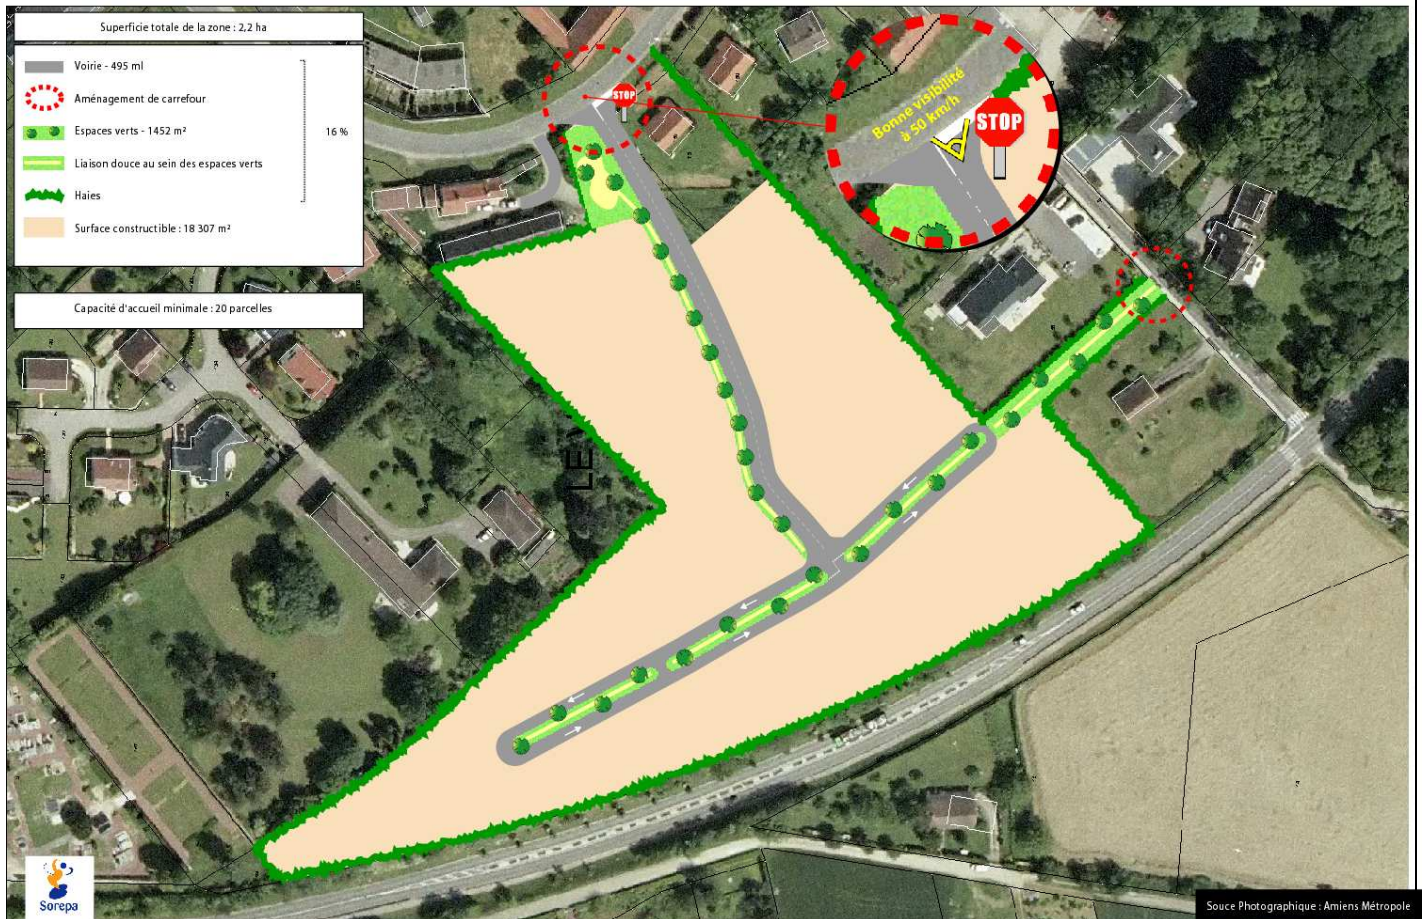 Superficie totale de la zone : 2,2 ha
Voirie - 495 ml
Aménagement de carrefour
Espaces verts - 1452 m²
16 %
Liaison douce au sein des espaces verts
Haies
Surface constructible : 18 307 m²
Capacité d'accueil minimale : 20 parcelles
STOP
Bonne visibilité
à 50 km/h
STOP
LE
Sorepa
Souce Photographique : Amiens Métropole